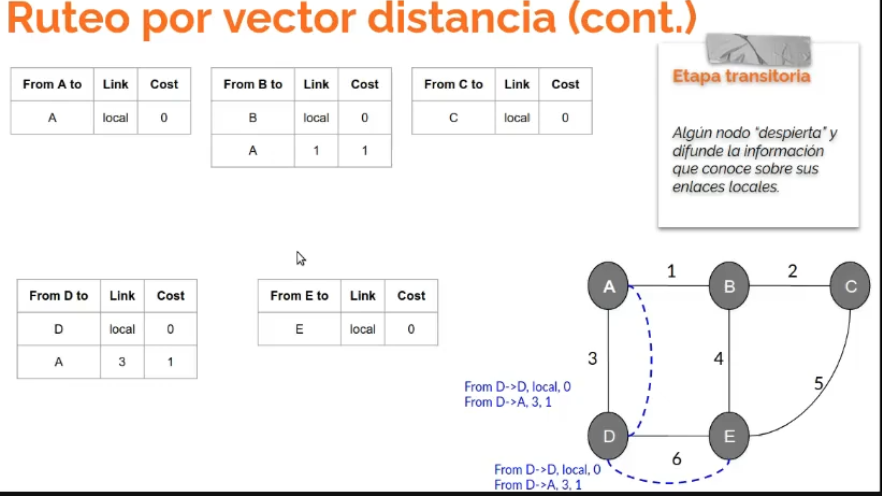 Ruteo por vector distancia (cont.)
From A to Link Cost
A local 0
From B to Link Cost
B local 0
A 1 1
From C to Link Cost
C local 0
Etapa transitoria
Algún nodo "despierta" y
difunde la información
que conoce sobre sus
enlaces locales.
From D to Link Cost
D local 0
A 3 1
From E to Link Cost
E local 0
A 1 B 2 C
3 4 5
From D->D, local, 0
From D->A, 3, 1
D E
6
From D->D, local, 0
From D->A, 3, 1